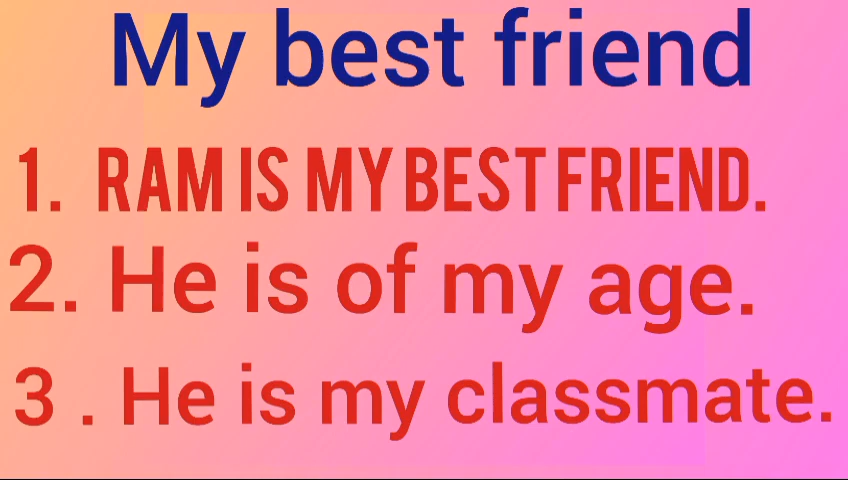 My best friend
1. RAM IS MY BEST FRIEND.
2. He is of my age.
3 . He is my classmate.